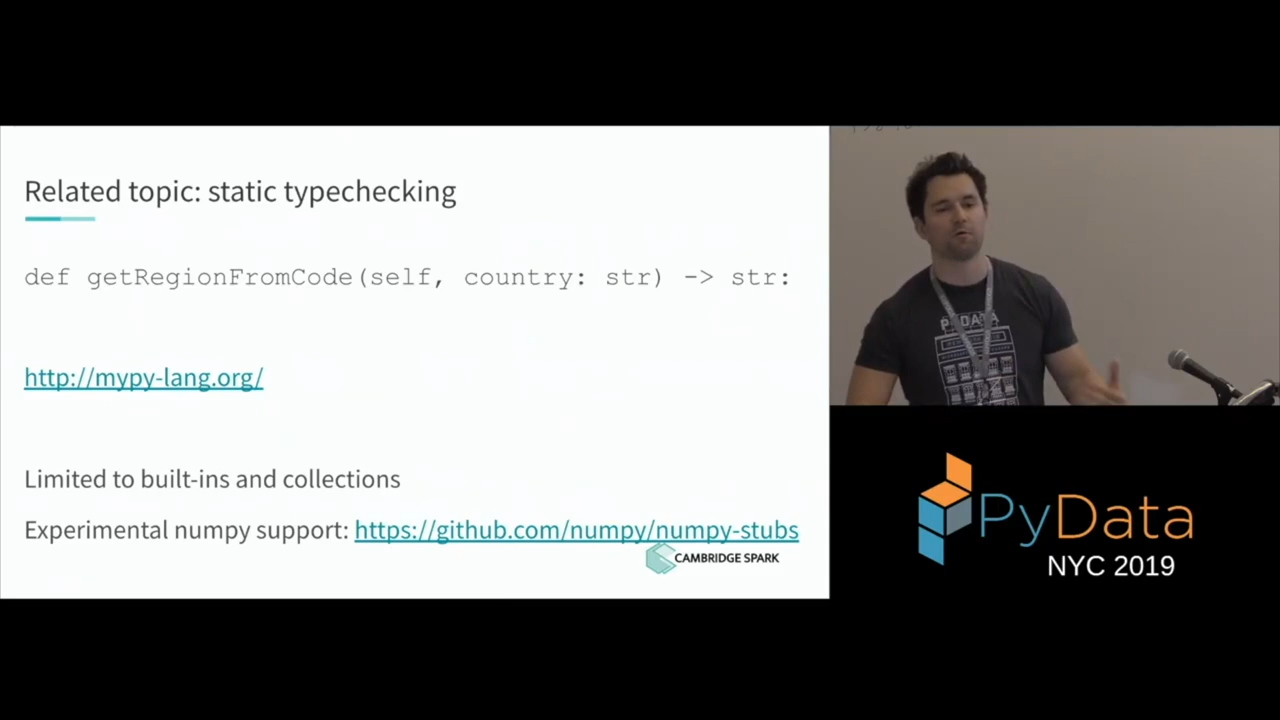 Related topic: static typechecking
def getRegionFromCode(self, country: str) -> str:
http://mypy-lang.org/
Limited to built-ins and collections
Experimental numpy support: https://github.com/numpy/numpy-stubs
CAMBRIDGE SPARK
PYDATA
PyData
NYC 2019